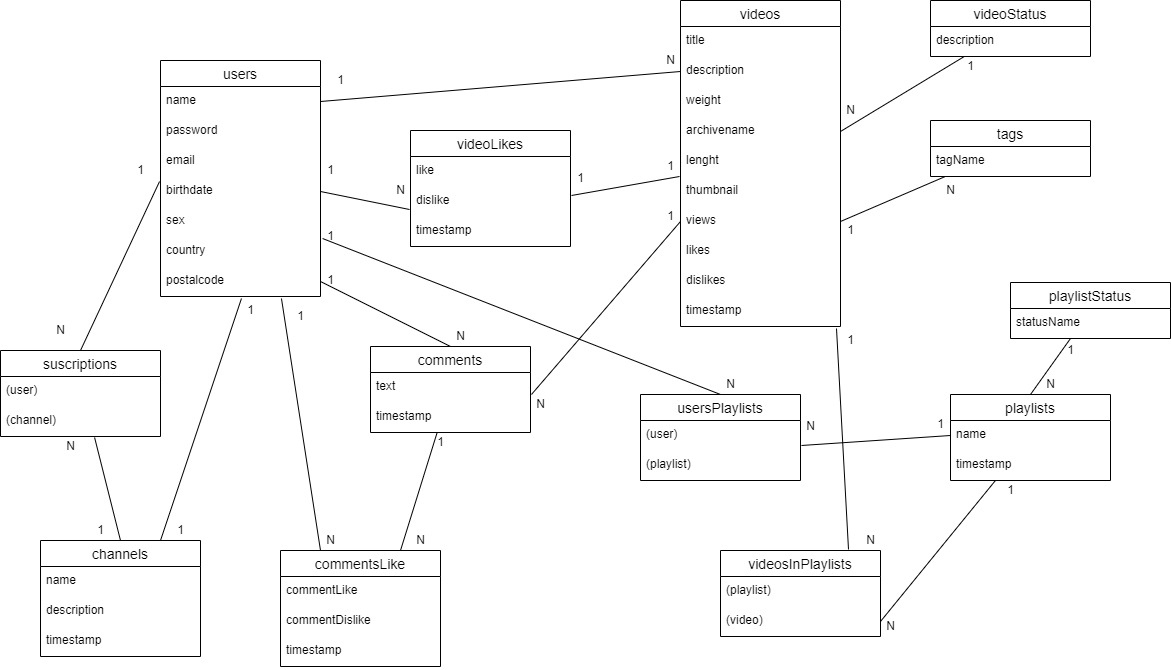 users
name
password
email
birthdate
sex
country
postalcode
videos
title
description
weight
archivename
lenght
thumbnail
views
likes
dislikes
timestamp
videoStatus
description
tags
tagName
videoLikes
like
dislike
timestamp
suscriptions
(user)
(channel)
comments
text
timestamp
usersPlaylists
(user)
(playlist)
playlistStatus
statusName
playlists
name
timestamp
channels
name
description
timestamp
commentsLike
commentLike
commentDislike
timestamp
videosInPlaylists
(playlist)
(video)
1
N
1
N
1
N
1
N
1
1
N
1
N
1
1
1
N
N
1
N
1
1
1
N
N
N
1
N
1
1
N
1
1
N
N
N
1
1
N
N